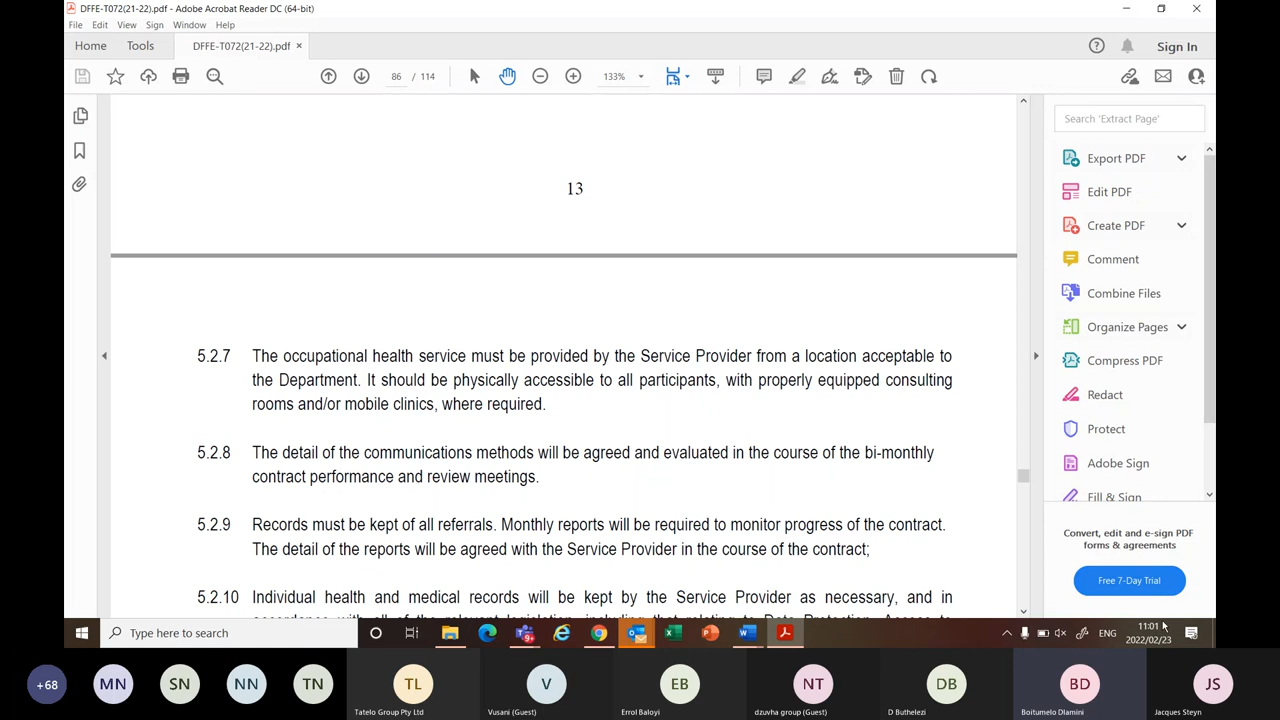 DFFE-T072(21-22).pdf - Adobe Acrobat Reader DC (64-bit)
File Edit View Sign Window Help
Home Tools DFFE-T072(21-22).pdf × Sign In
86 / 114 133%
Search 'Extract Page'
Export PDF
Edit PDF
Create PDF
Comment
Combine Files
Organize Pages
Compress PDF
Redact
Protect
Adobe Sign
Fill & Sign
Convert, edit and e-sign PDF
forms & agreements
Free 7-Day Trial
13
5.2.7 The occupational health service must be provided by the Service Provider from a location acceptable to
the Department. It should be physically accessible to all participants, with properly equipped consulting
rooms and/or mobile clinics, where required.
5.2.8 The detail of the communications methods will be agreed and evaluated in the course of the bi-monthly
contract performance and review meetings.
5.2.9 Records must be kept of all referrals. Monthly reports will be required to monitor progress of the contract.
The detail of the reports will be agreed with the Service Provider in the course of the contract;
5.2.10 Individual health and medical records will be kept by the Service Provider as necessary, and in
Type here to search
ENG
11:01
2022/02/23
+68 MN SN NN TN TL V EB NT DB BD JS
Tatelo Group Pty Ltd Vusani (Guest) Errol Baloyi dzuvha group (Guest) D Buthelezi Boitumelo Dlamini Jacques Steyn